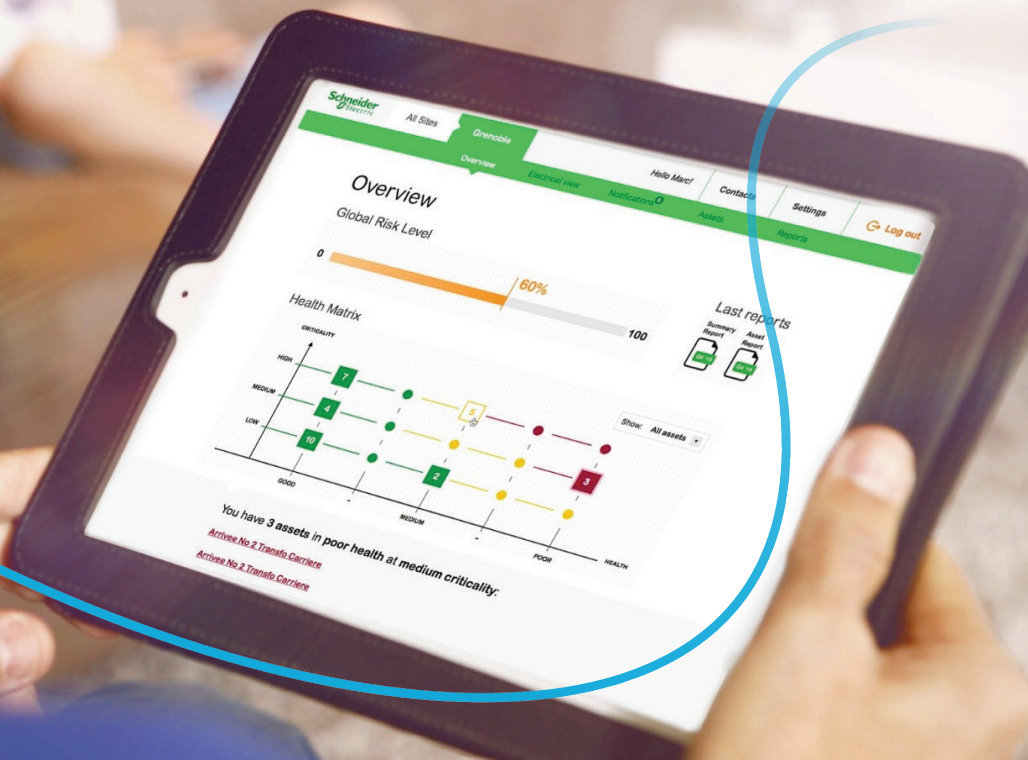 Schneider
Electric
All Sites
Grenoble
Hello Marc!
Contacts
Settings
Log out
Overview
Electrical view
Notifications
Assets
Reports
Overview
Global Risk Level
0
60%
100
Last reports
Summary
Report
Asset
Report
Health Matrix
CRITICALITY
HIGH
MEDIUM
LOW
7
5
4
3
10
2
Show: All assets
GOOD
-
MEDIUM
-
POOR
HEALTH
You have 3 assets in poor health at medium criticality:
Arrivee No 2 Transfo Carriere
Arrivee No 2 Transfo Carriere